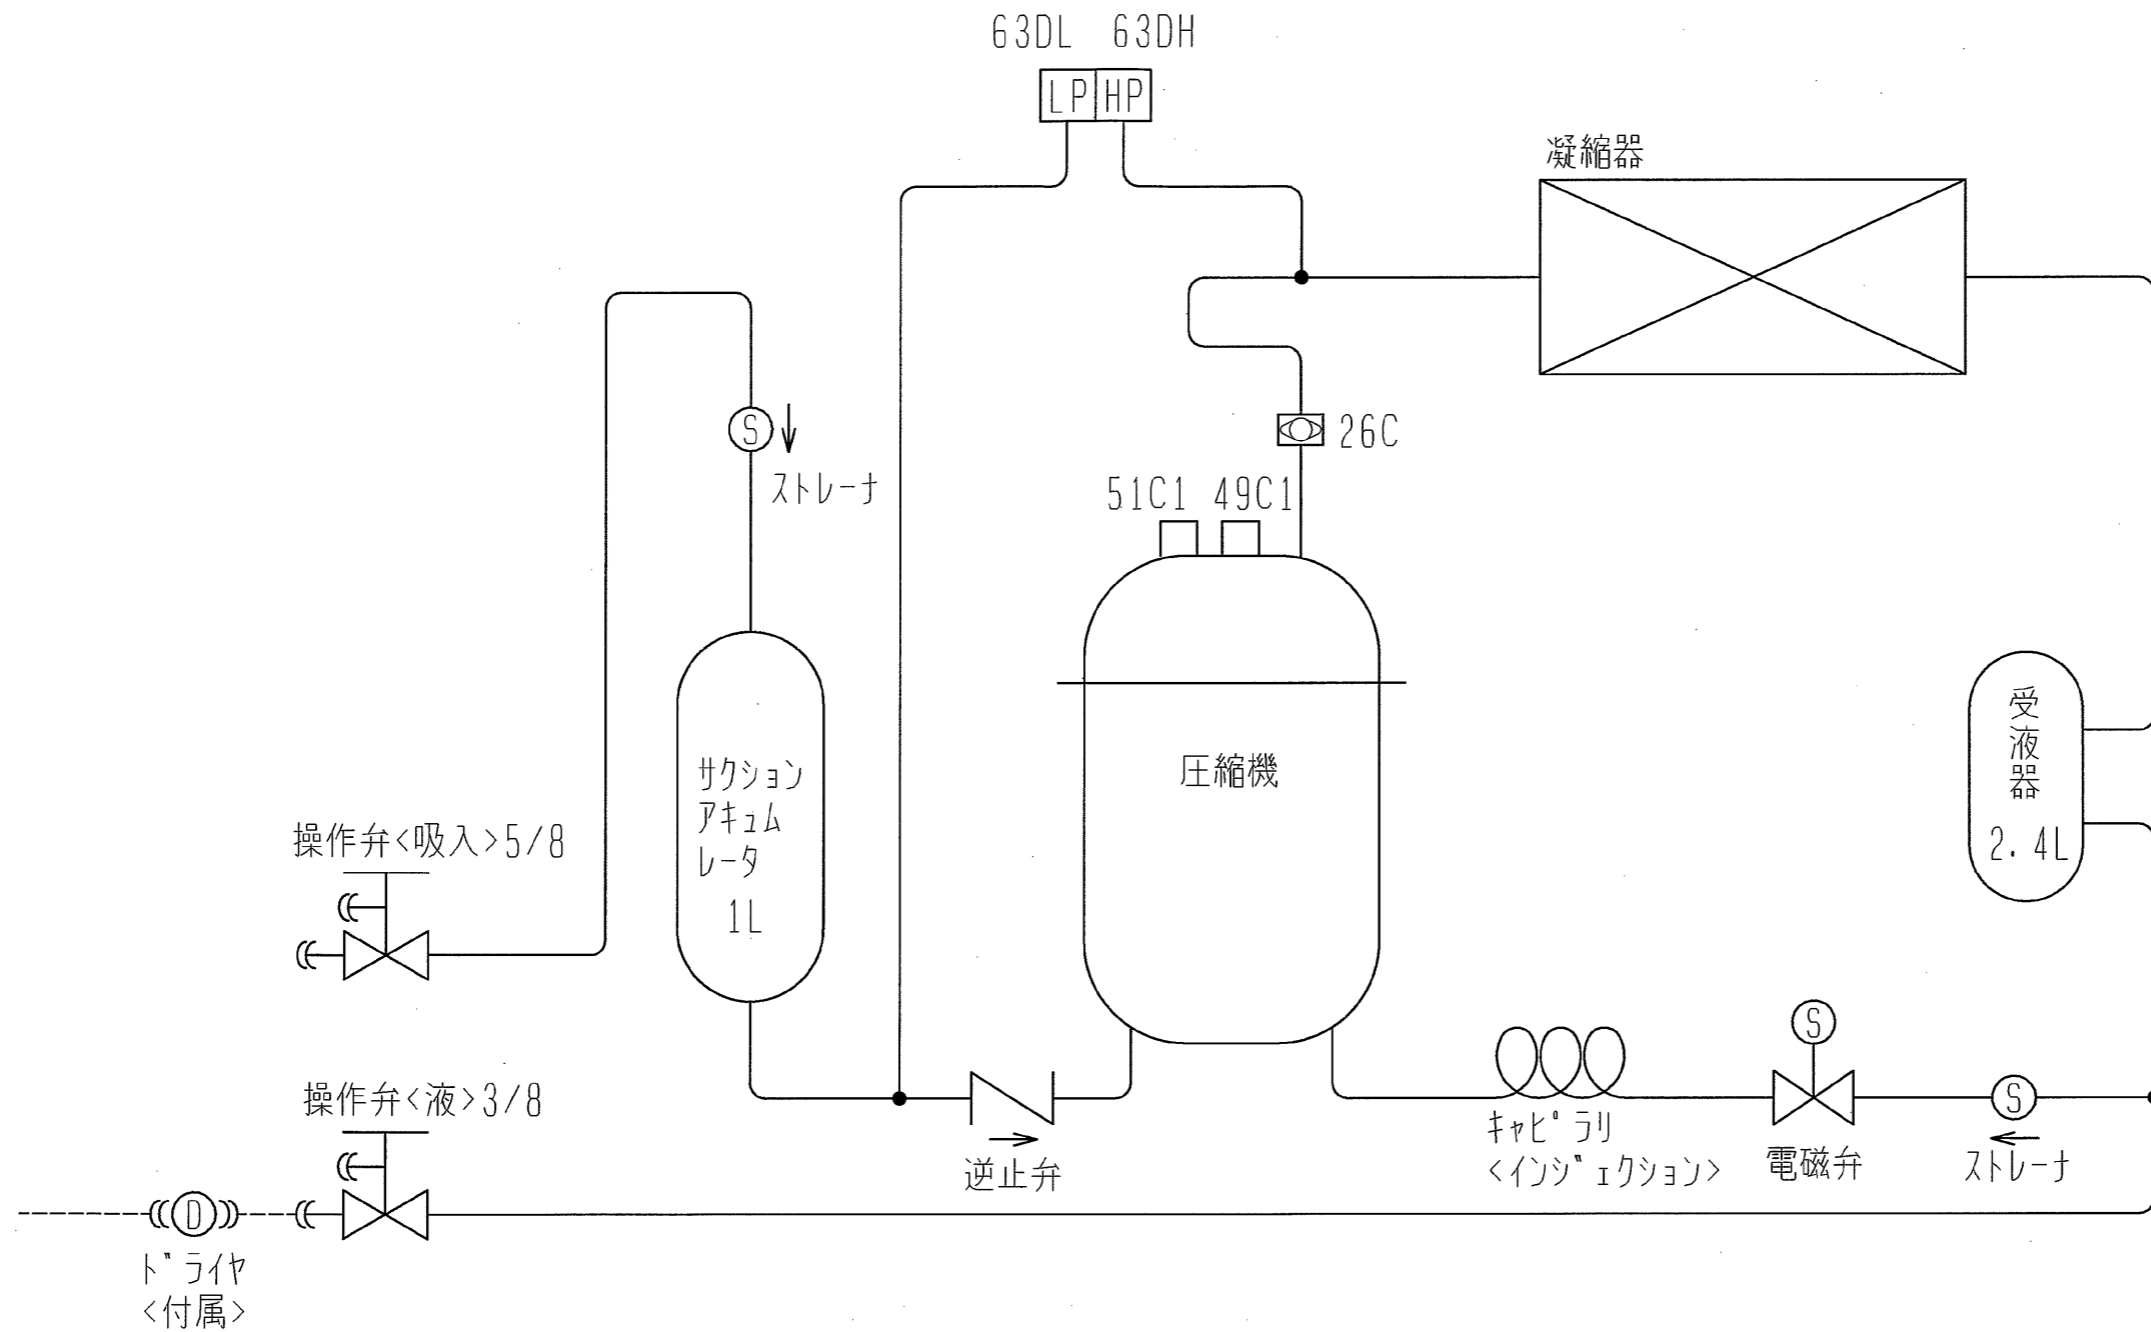 63DL 63DH
LP HP
凝縮器
S
ストレーナ
26C
51C1 49C1
サクション
アキュム
レータ
1L
圧縮機
受液器
2.4L
操作弁<吸入>5/8
操作弁<液>3/8
逆止弁
キャピラリ
<インジェクション>
S
電磁弁
S
ストレーナ
D
ドライヤ
<付属>